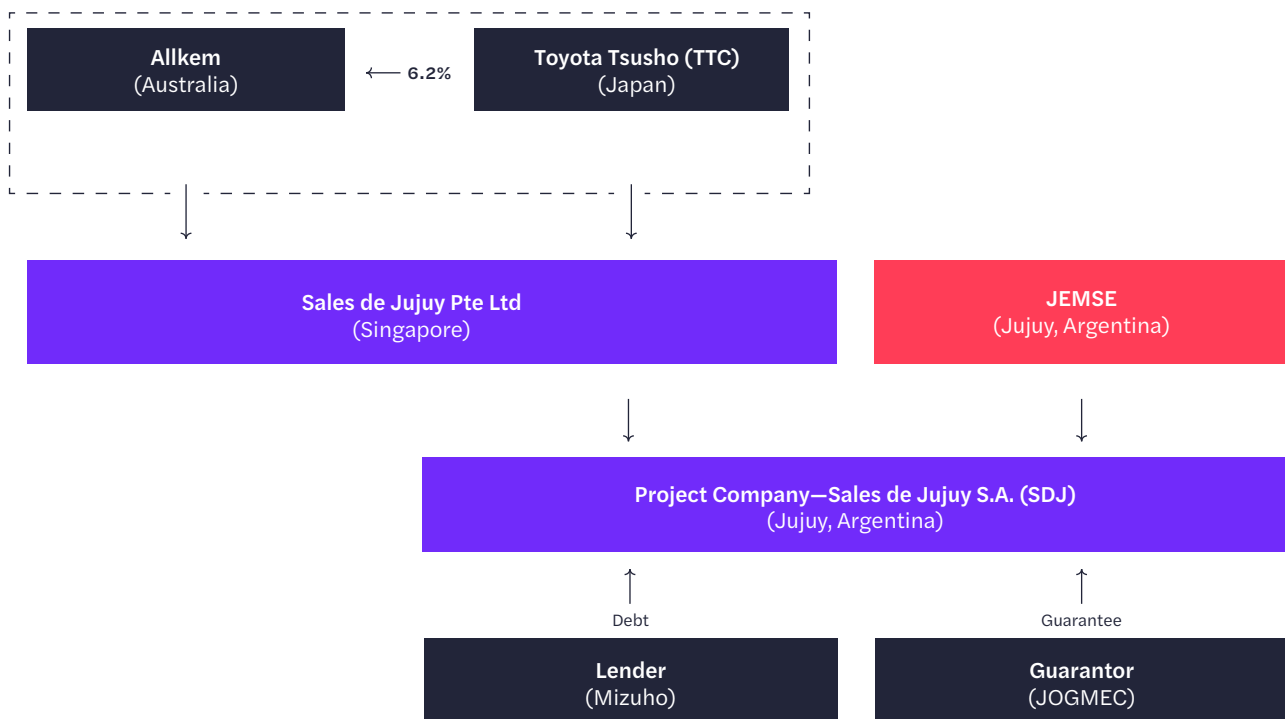 Allkem
(Australia)
6.2%
Toyota Tsusho (TTC)
(Japan)
Sales de Jujuy Pte Ltd
(Singapore)
JEMSE
(Jujuy, Argentina)
Project Company—Sales de Jujuy S.A. (SDJ)
(Jujuy, Argentina)
Debt
Guarantee
Lender
(Mizuho)
Guarantor
(JOGMEC)